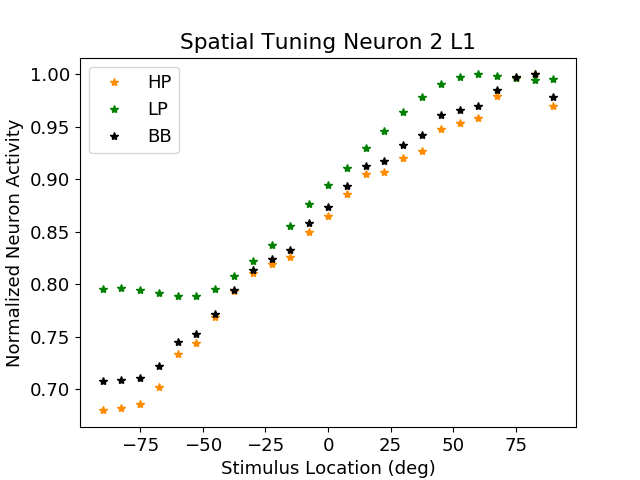 Spatial Tuning Neuron 2 L1
HP
LP
BB
Normalized Neuron Activity
1.00
0.95
0.90
0.85
0.80
0.75
0.70
−75 −50 −25 0 25 50 75
Stimulus Location (deg)